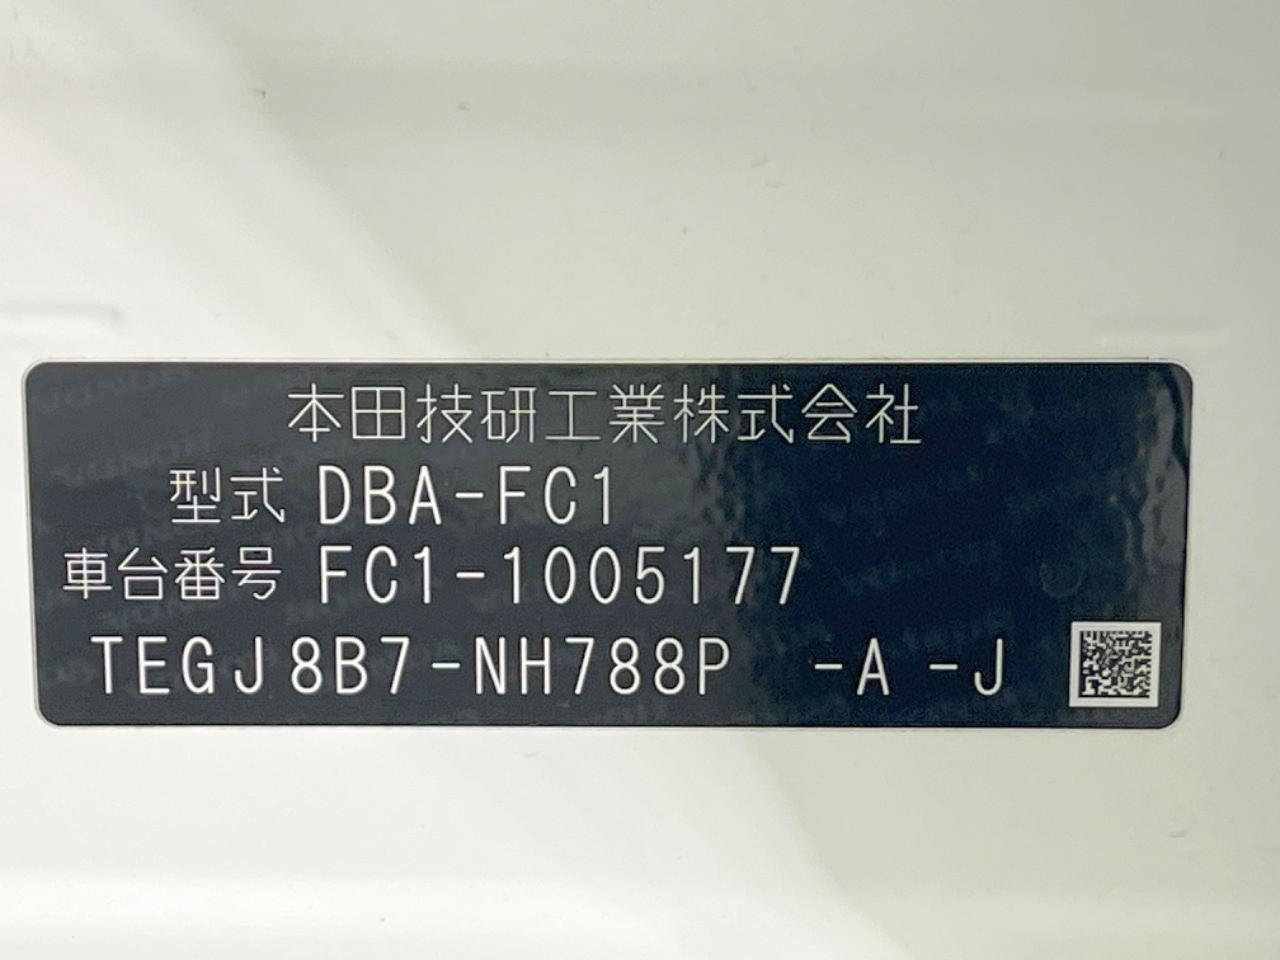 本田技研工業株式会社
型式 DBA-FC1
車台番号 FC1-1005177
TEGJ8B7-NH788P -A -J